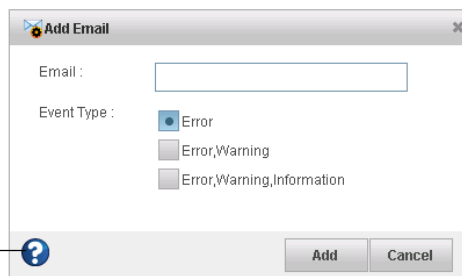 Add Email
Email :
Event Type :
Error
Error,Warning
Error,Warning,Information
?
Add
Cancel